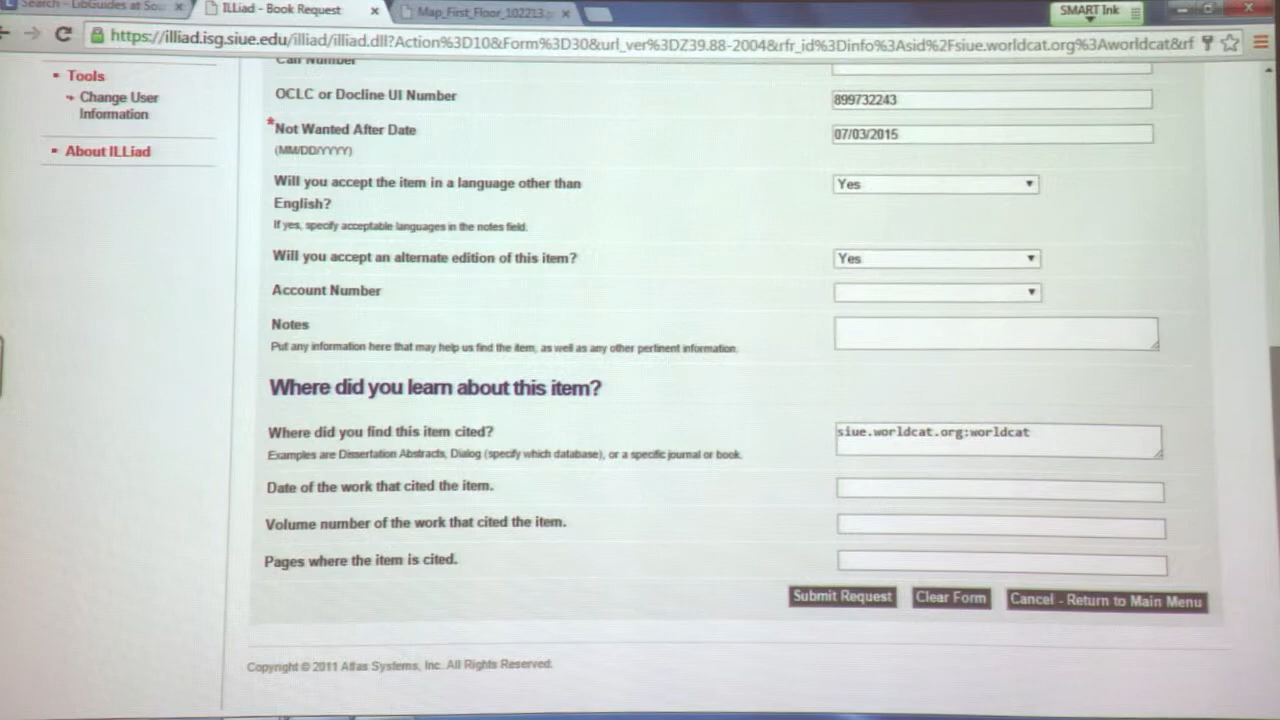 Search - LibGuides at Sou
ILLiad - Book Request
Map_First_Floor_102213.p
SMART Ink
https://illiad.isg.siue.edu/illiad/illiad.dll?Action%3D10&Form%3D30&url_ver%3DZ39.88-2004&rfr_id%3Dinfo%3Asid%2Fsiue.worldcat.org%3Aworldcat&rf
Tools
Change User
Information
About ILLiad
Call Number
OCLC or Docline UI Number
899732243
*Not Wanted After Date
07/03/2015
(MM/DD/YYYY)
Will you accept the item in a language other than
English?
Yes
If yes, specify acceptable languages in the notes field.
Will you accept an alternate edition of this item?
Yes
Account Number
Notes
Put any information here that may help us find the item, as well as any other pertinent information.
Where did you learn about this item?
Where did you find this item cited?
siue.worldcat.org:worldcat
Examples are Dissertation Abstracts, Dialog (specify which database), or a specific journal or book.
Date of the work that cited the item.
Volume number of the work that cited the item.
Pages where the item is cited.
Submit Request
Clear Form
Cancel - Return to Main Menu
Copyright © 2011 Atlas Systems, Inc. All Rights Reserved.